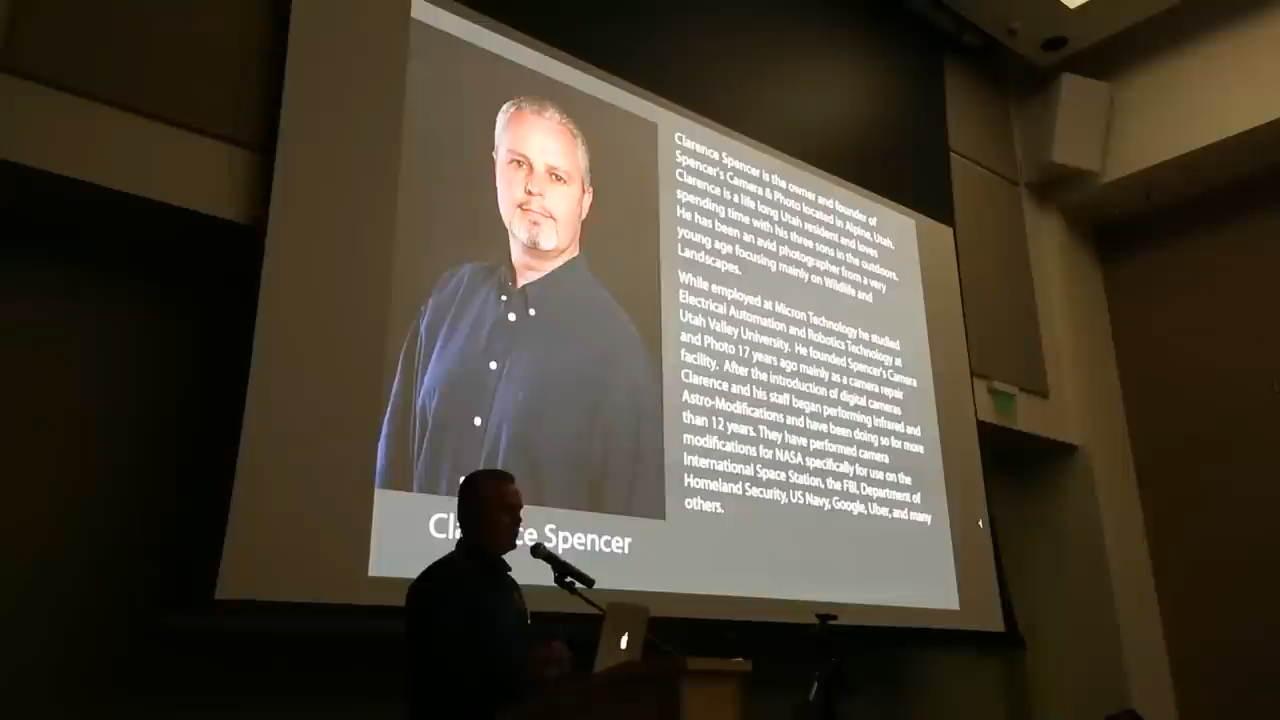 Clarence Spencer is the owner and founder of
Spencer's Camera & Photo located in Alpine, Utah.
Clarence is a life long Utah resident and loves
spending time with his three sons in the outdoors.
He has been an avid photographer from a very
young age focusing mainly on Wildlife and
Landscapes.
While employed at Micron Technology he studied
Electrical Automation and Robotics Technology at
Utah Valley University. He founded Spencer's Camera
and Photo 17 years ago mainly as a camera repair
facility. After the introduction of digital cameras
Clarence and his staff began performing Infrared and
Astro-Modifications and have been doing so for more
than 12 years. They have performed camera
modifications for NASA specifically for use on the
International Space Station, the FBI, Department of
Homeland Security, US Navy, Google, Uber, and many
others.
Cla ce Spencer